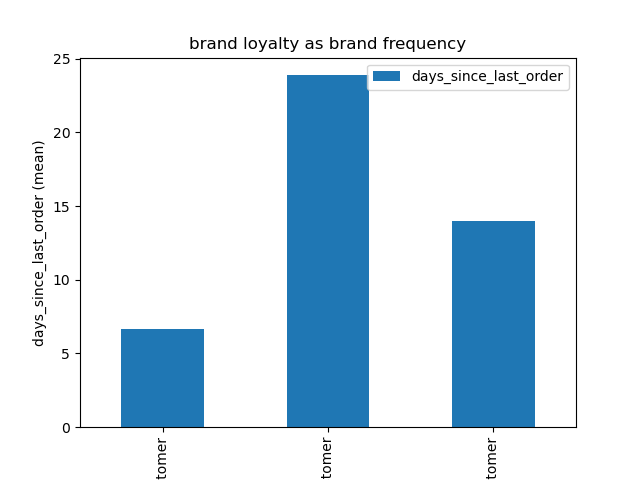 brand loyalty as brand frequency
days_since_last_order
days_since_last_order (mean)
25
20
15
10
5
0
tomer
tomer
tomer